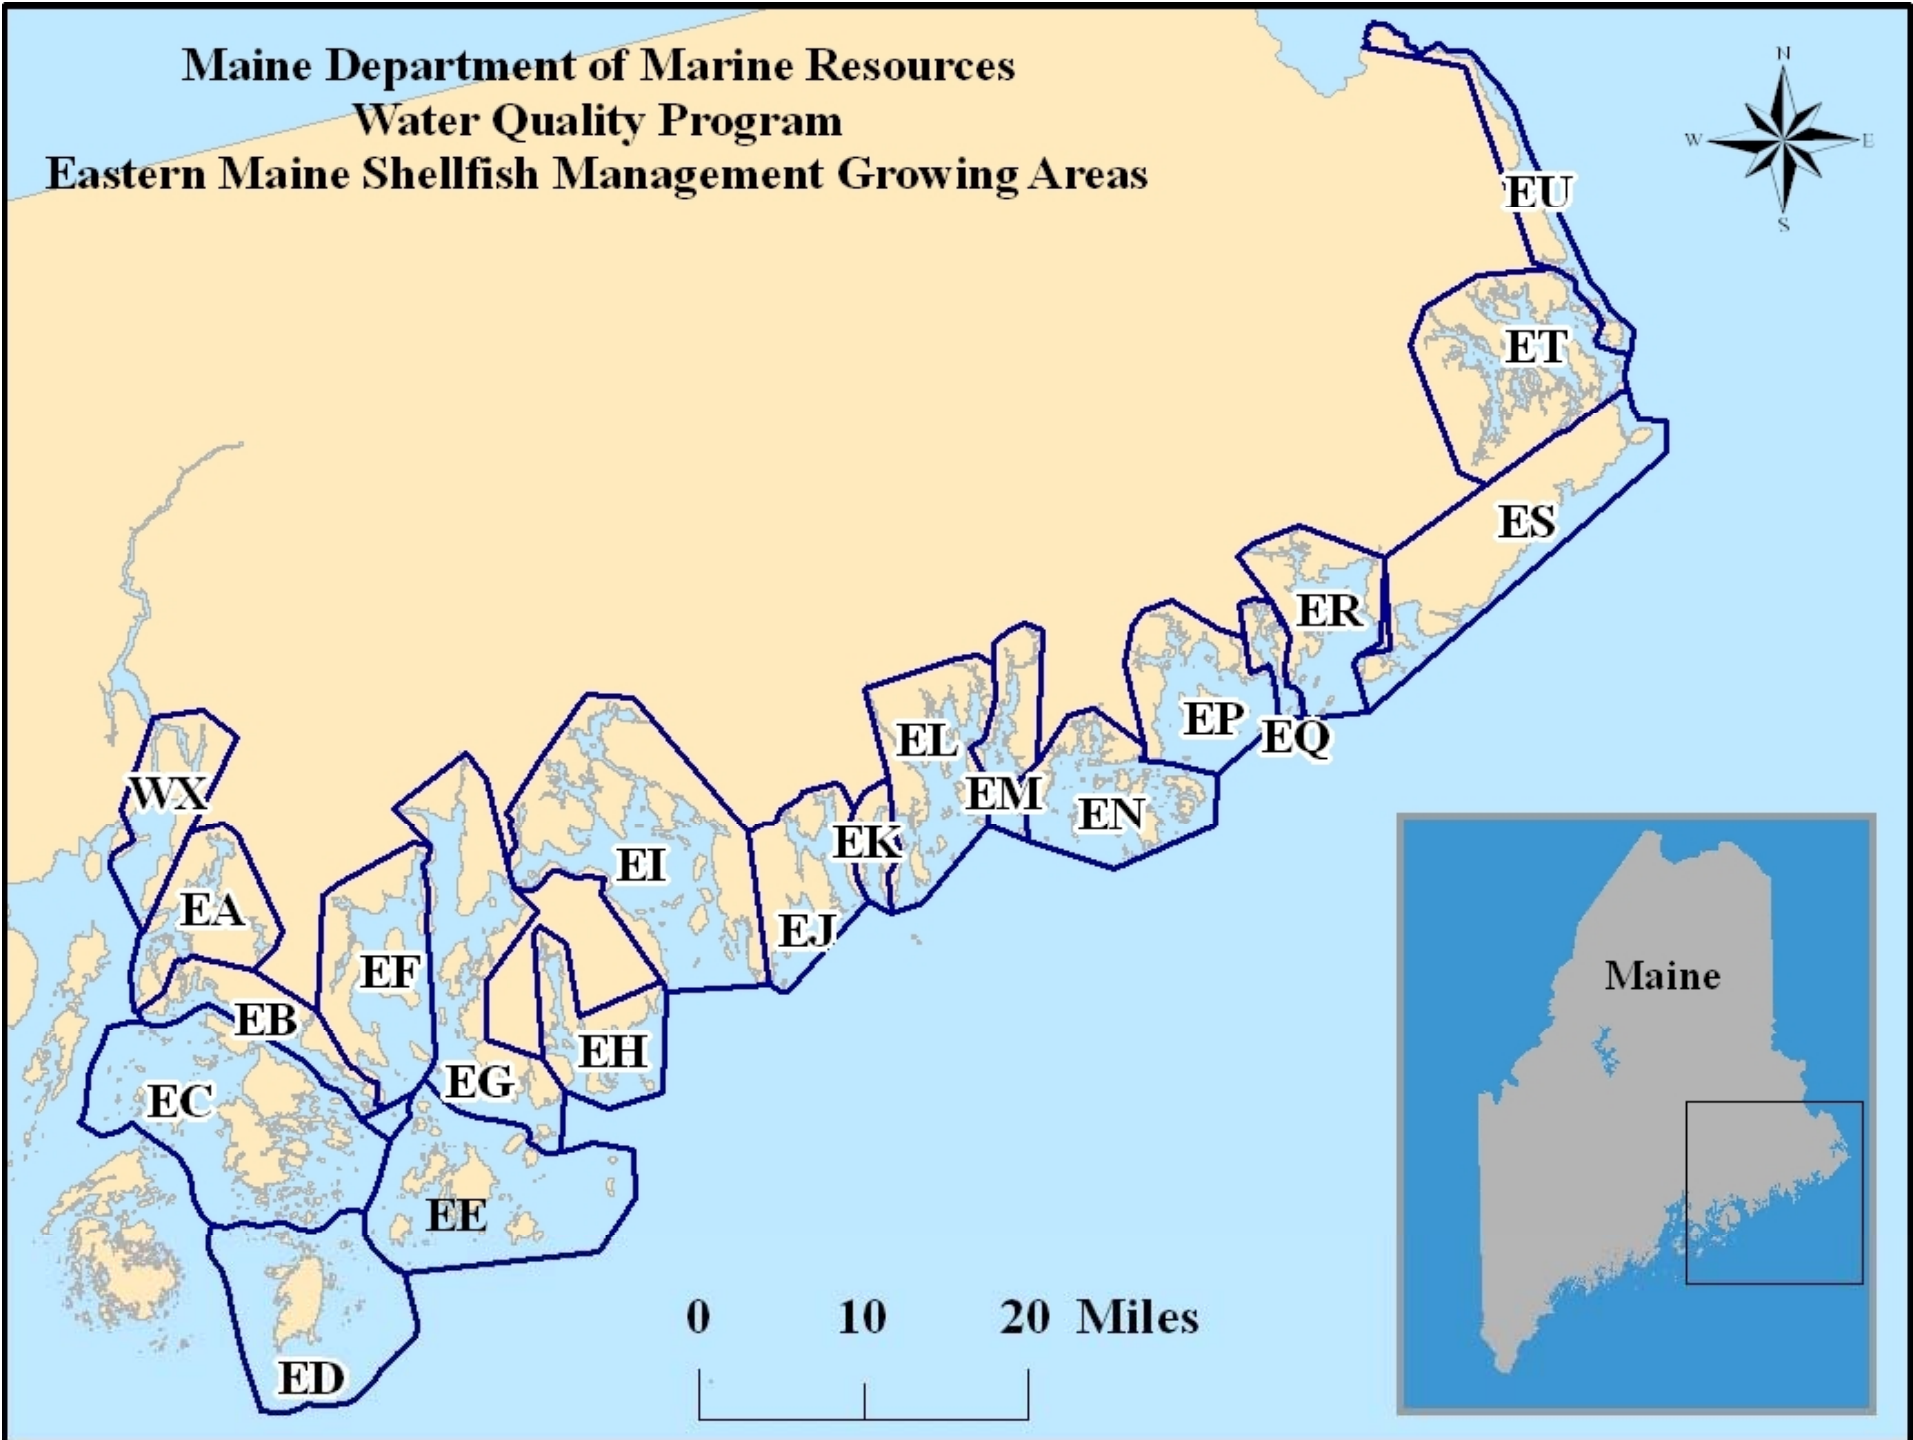 Maine Department of Marine Resources
Water Quality Program
Eastern Maine Shellfish Management Growing Areas
N
W
E
S
EU
ET
ES
ER
EP
EQ
EL
EM
EN
WX
EK
EI
EA
EJ
EF
EB
EH
EG
EC
EE
ED
Maine
0 10 20 Miles